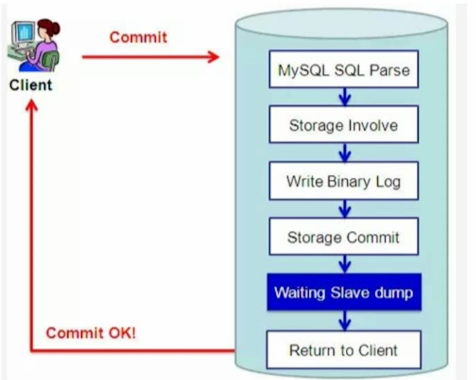 Commit
Client
MySQL SQL Parse
Storage Involve
Write Binary Log
Storage Commit
Waiting Slave dump
Commit OK!
Return to Client